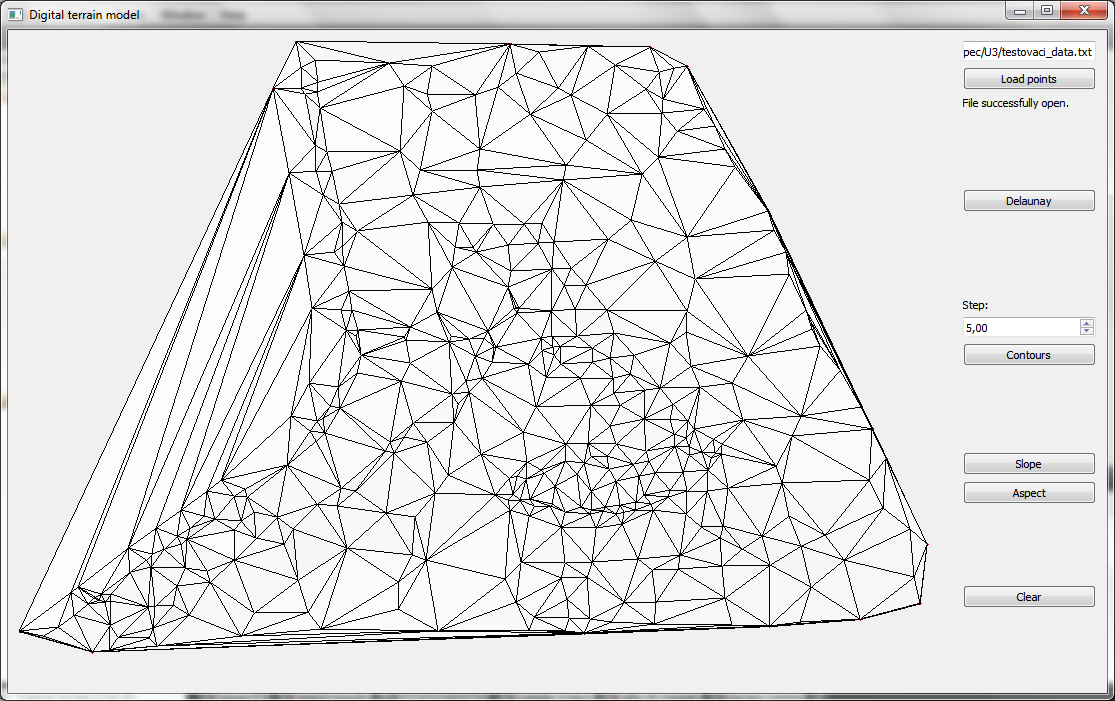 Digital terrain model
pec/U3/testovaci_data.txt
Load points
File successfully open.
Delaunay
Step:
5,00
Contours
Slope
Aspect
Clear